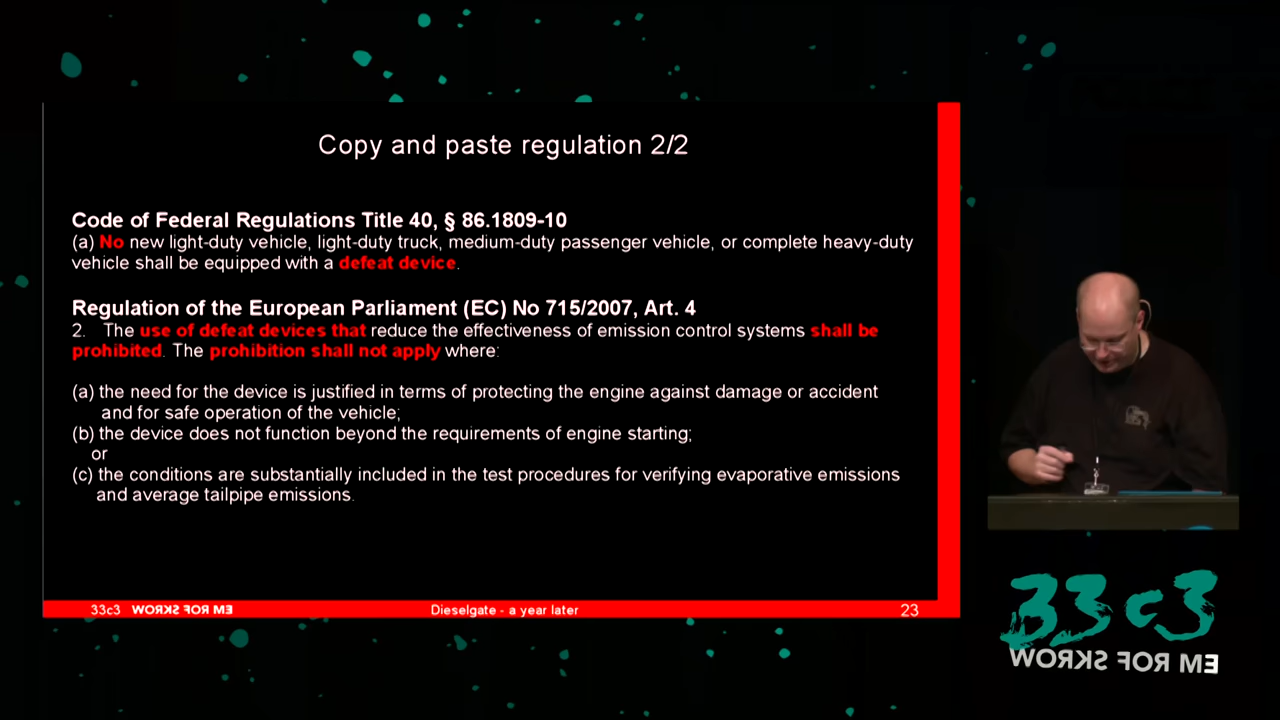 Copy and paste regulation 2/2
Code of Federal Regulations Title 40, § 86.1809-10
(a) No new light-duty vehicle, light-duty truck, medium-duty passenger vehicle, or complete heavy-duty
vehicle shall be equipped with a defeat device.
Regulation of the European Parliament (EC) No 715/2007, Art. 4
2. The use of defeat devices that reduce the effectiveness of emission control systems shall be
prohibited. The prohibition shall not apply where:
(a) the need for the device is justified in terms of protecting the engine against damage or accident
and for safe operation of the vehicle;
(b) the device does not function beyond the requirements of engine starting;
or
(c) the conditions are substantially included in the test procedures for verifying evaporative emissions
and average tailpipe emissions.
33c3 WORKS FOR ME
Dieselgate - a year later
23
33c3
WORKS FOR ME